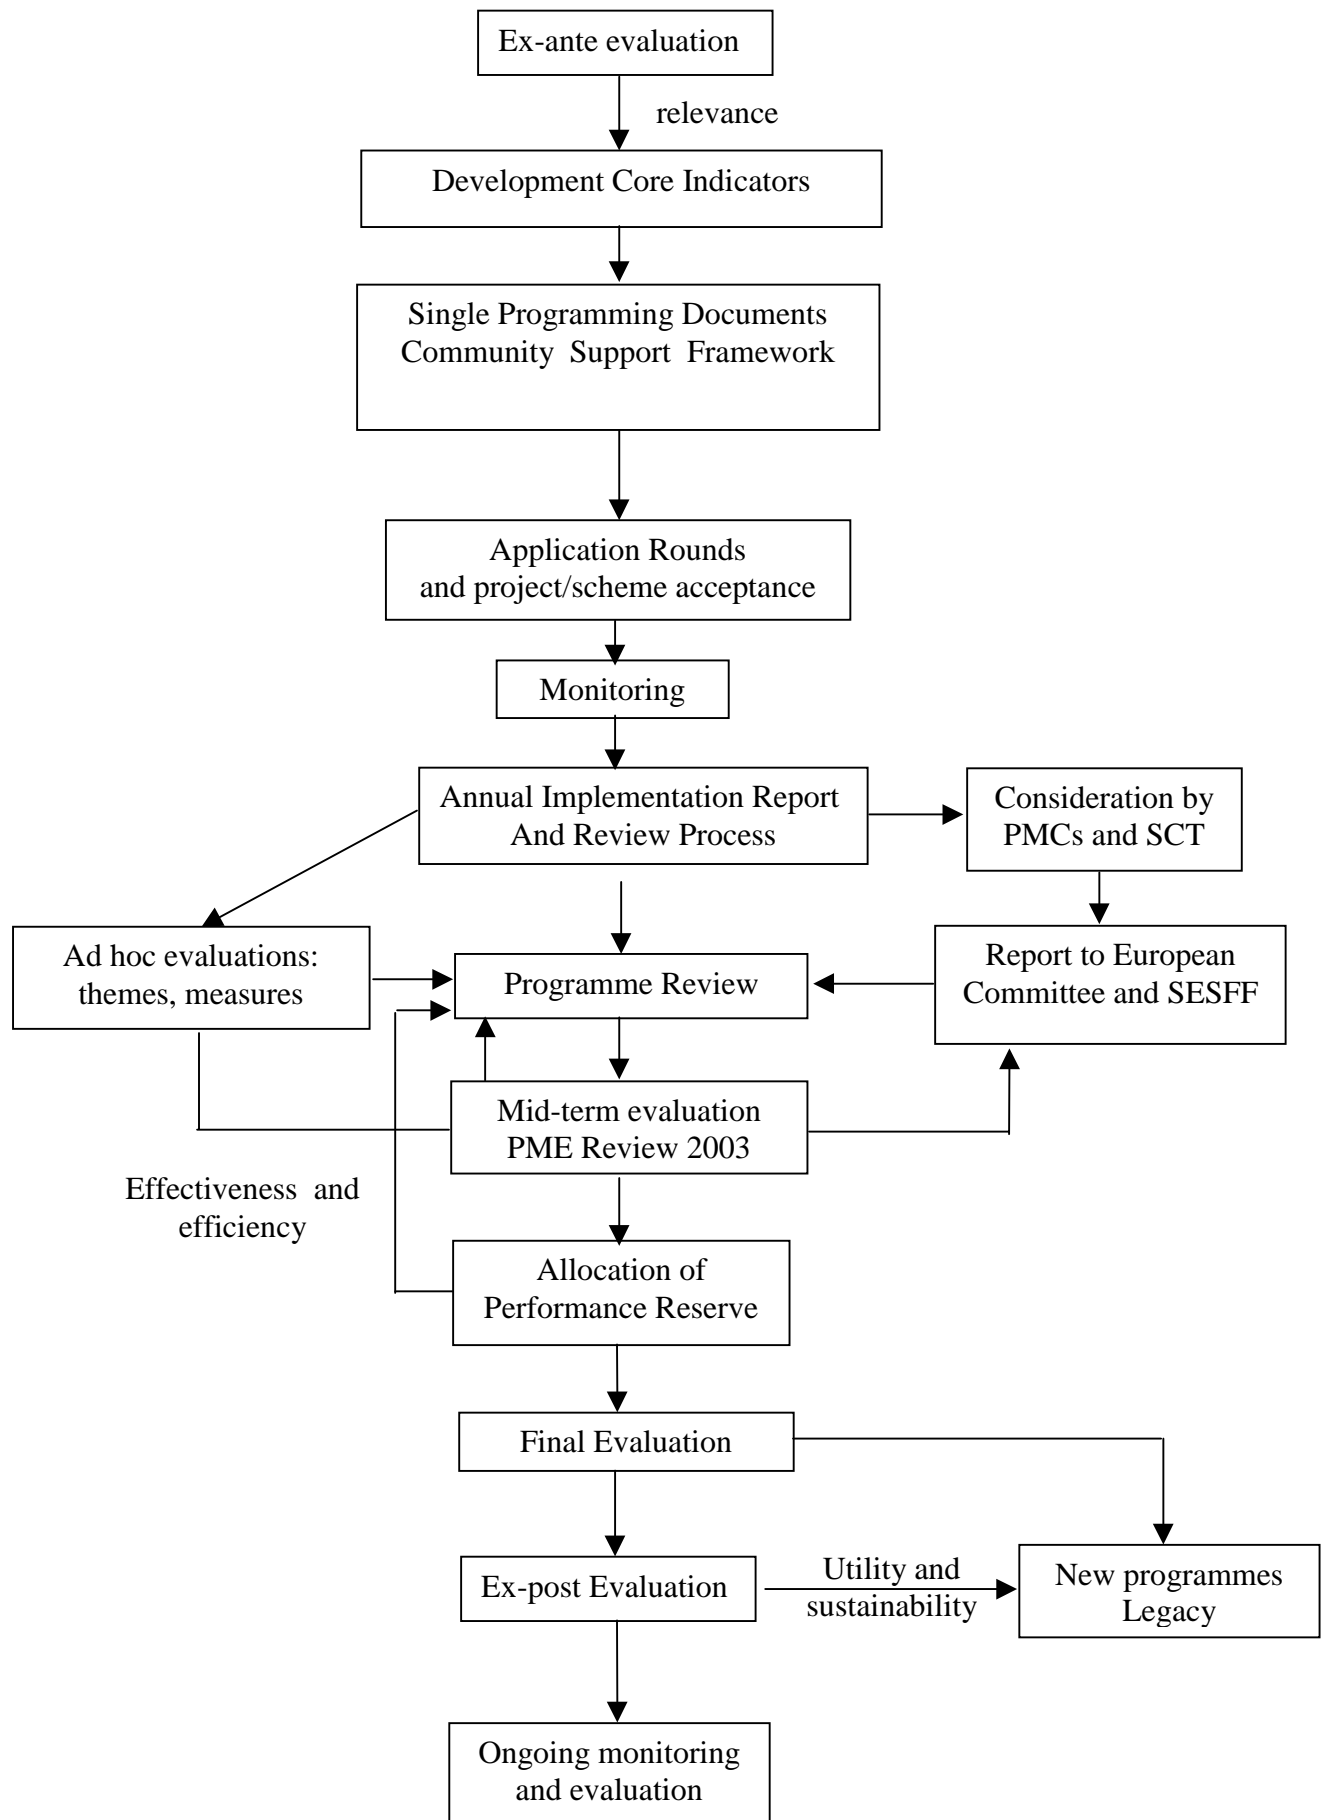 Ex-ante evaluation
relevance
Development Core Indicators
Single Programming Documents
Community Support Framework
Application Rounds
and project/scheme acceptance
Monitoring
Annual Implementation Report
And Review Process
Consideration by
PMCs and SCT
Ad hoc evaluations:
themes, measures
Programme Review
Report to European
Committee and SESFF
Mid-term evaluation
PME Review 2003
Effectiveness and
efficiency
Allocation of
Performance Reserve
Final Evaluation
Ex-post Evaluation
Utility and
sustainability
New programmes
Legacy
Ongoing monitoring
and evaluation